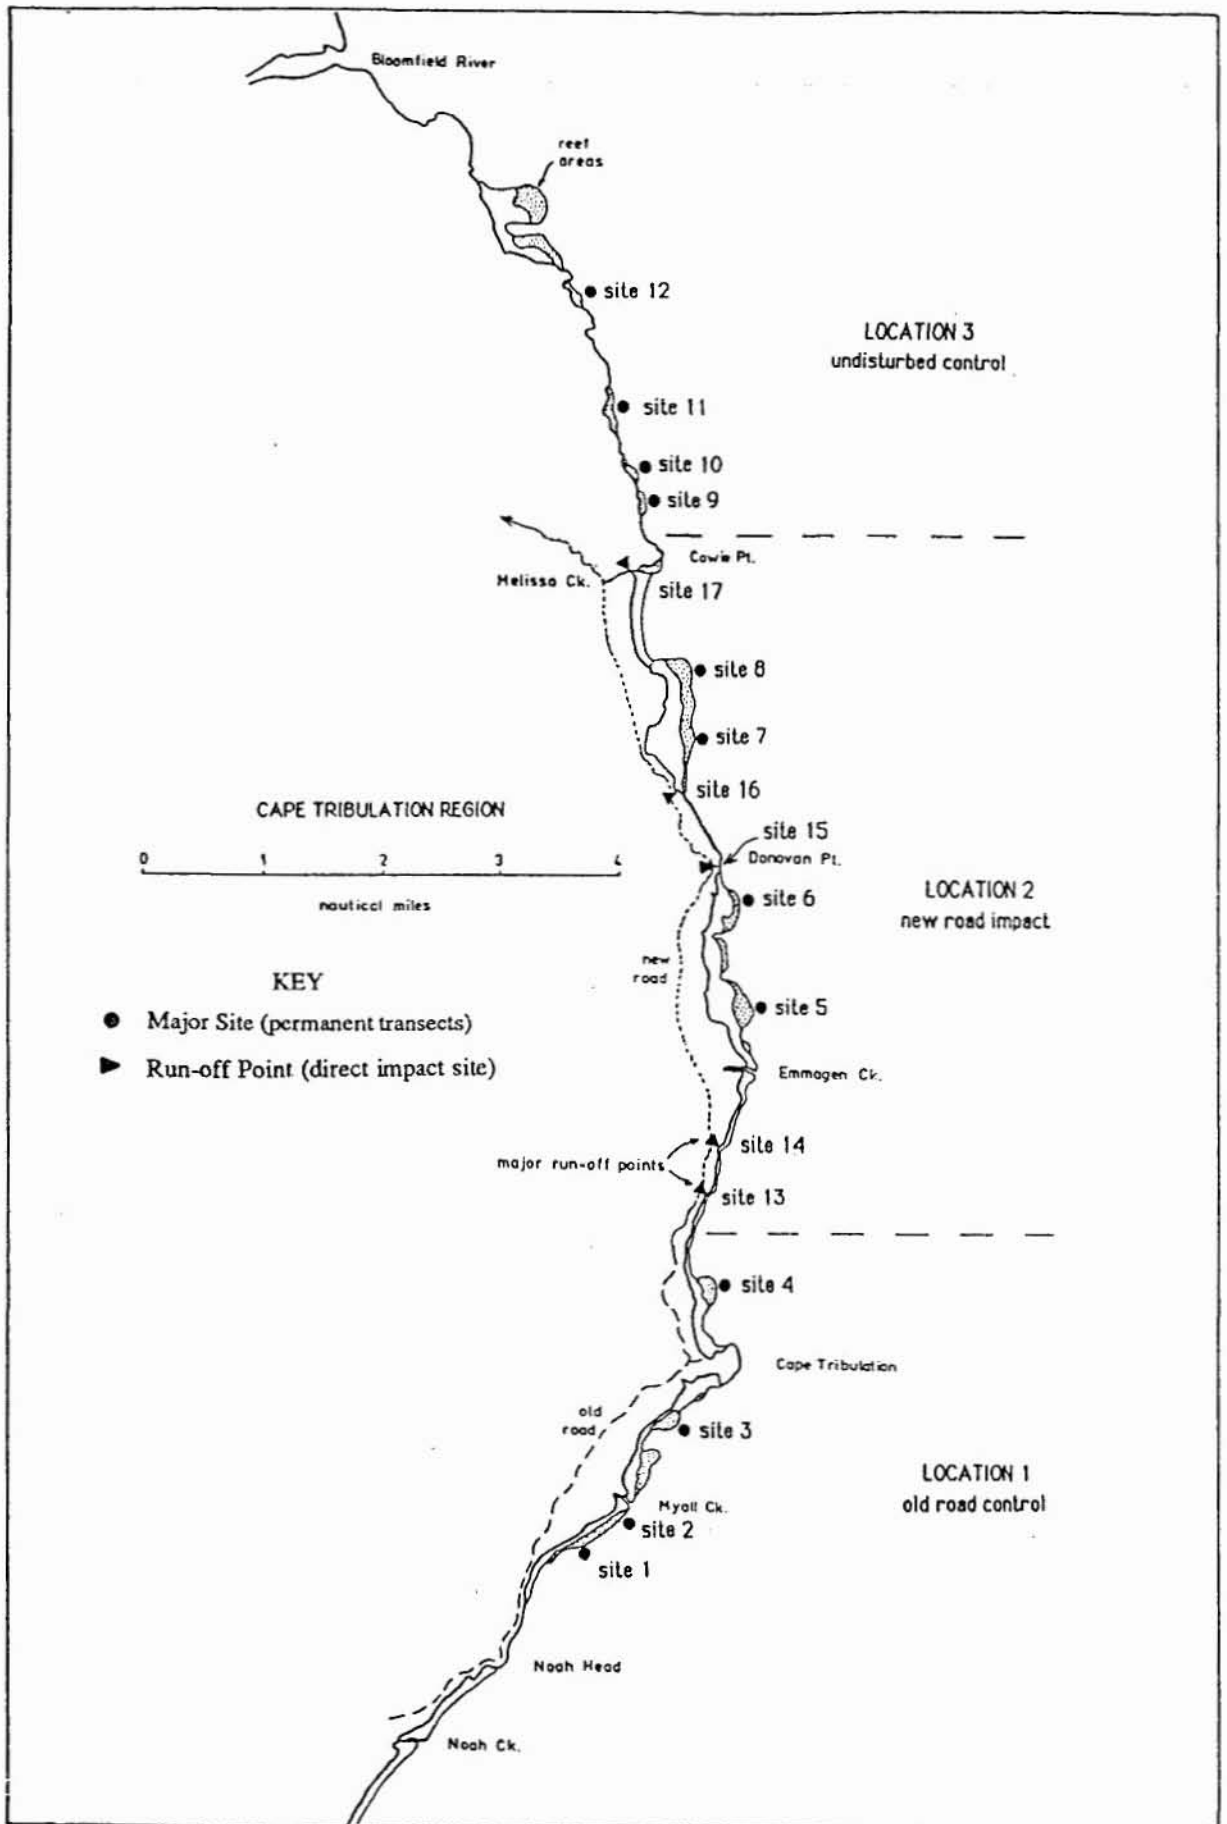 Bloomfield River
reef
areas
site 12
LOCATION 3
undisturbed control
site 11
site 10
site 9
Cowie Pt.
Melissa Ck.
site 17
site 8
site 7
site 16
CAPE TRIBULATION REGION
0 1 2 3 4
nautical miles
site 15
Donovan Pt.
site 6
LOCATION 2
new road impact
new
road
KEY
Major Site (permanent transects)
Run-off Point (direct impact site)
site 5
Emmagen Ck.
site 14
major run-off points
site 13
site 4
Cape Tribulation
old
road
site 3
LOCATION 1
old road control
Myall Ck.
site 2
site 1
Noah Head
Noah Ck.